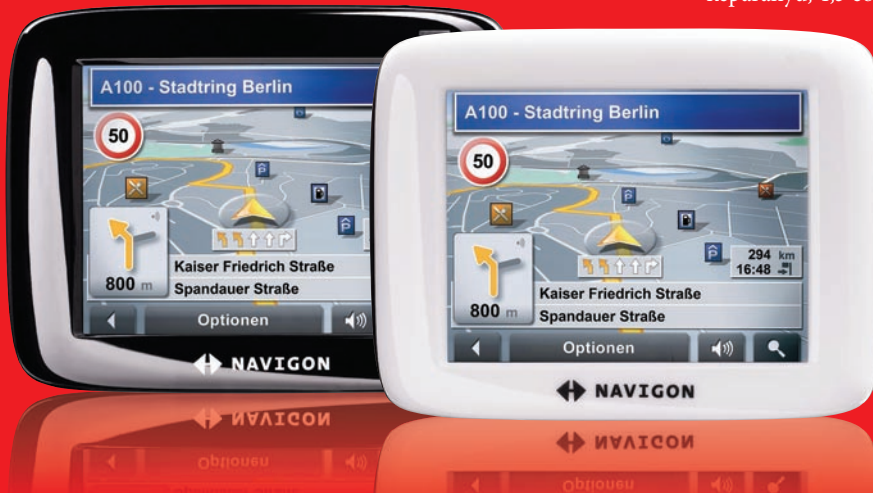 A100 - Stadtring Berlin
50
P
P
800 m
Kaiser Friedrich Straße
Spandauer Straße
Optionen
NAVIGON
A100 - Stadtring Berlin
50
P
P
294 km
16:48
800 m
Kaiser Friedrich Straße
Spandauer Straße
Optionen
NAVIGON